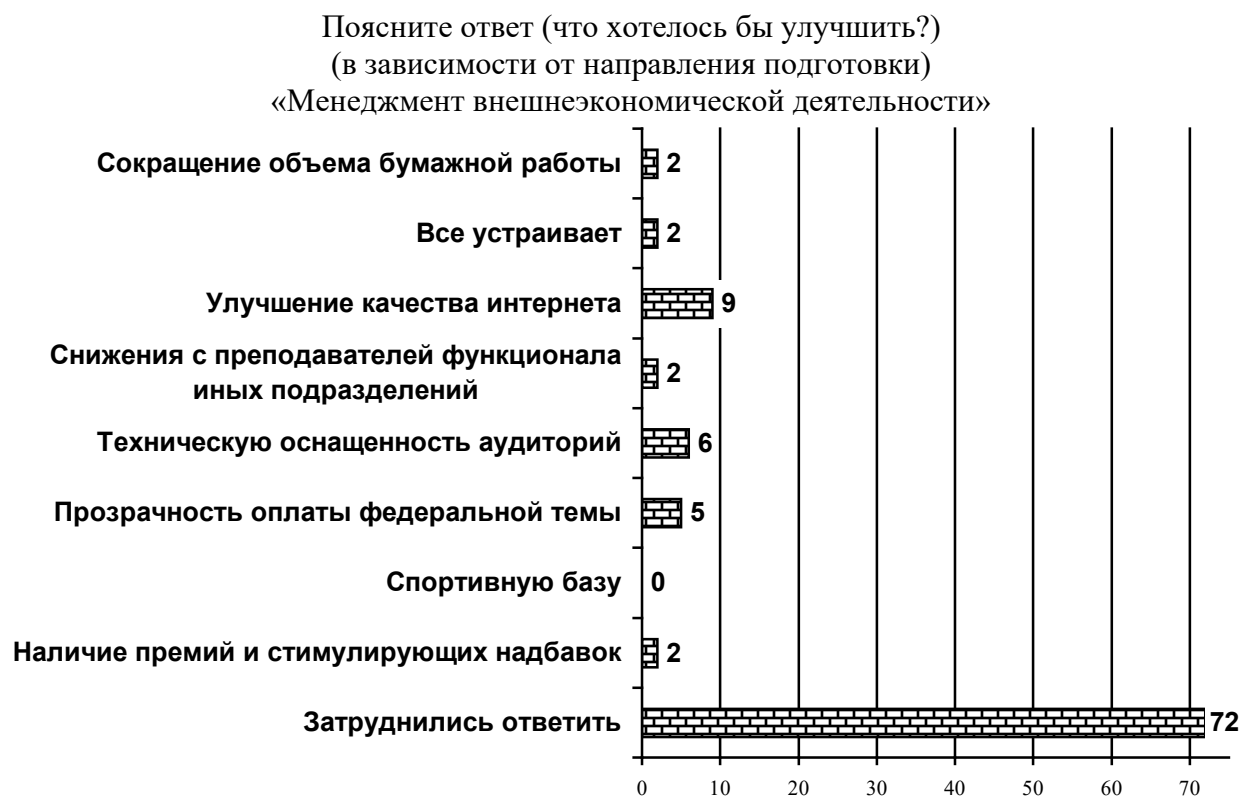 Поясните ответ (что хотелось бы улучшить?)
(в зависимости от направления подготовки)
«Менеджмент внешнеэкономической деятельности»
Сокращение объема бумажной работы 2
Все устраивает 2
Улучшение качества интернета 9
Снижения с преподавателей функционала
иных подразделений 2
Техническую оснащенность аудиторий 6
Прозрачность оплаты федеральной темы 5
Спортивную базу 0
Наличие премий и стимулирующих надбавок 2
Затруднились ответить 72
0 10 20 30 40 50 60 70